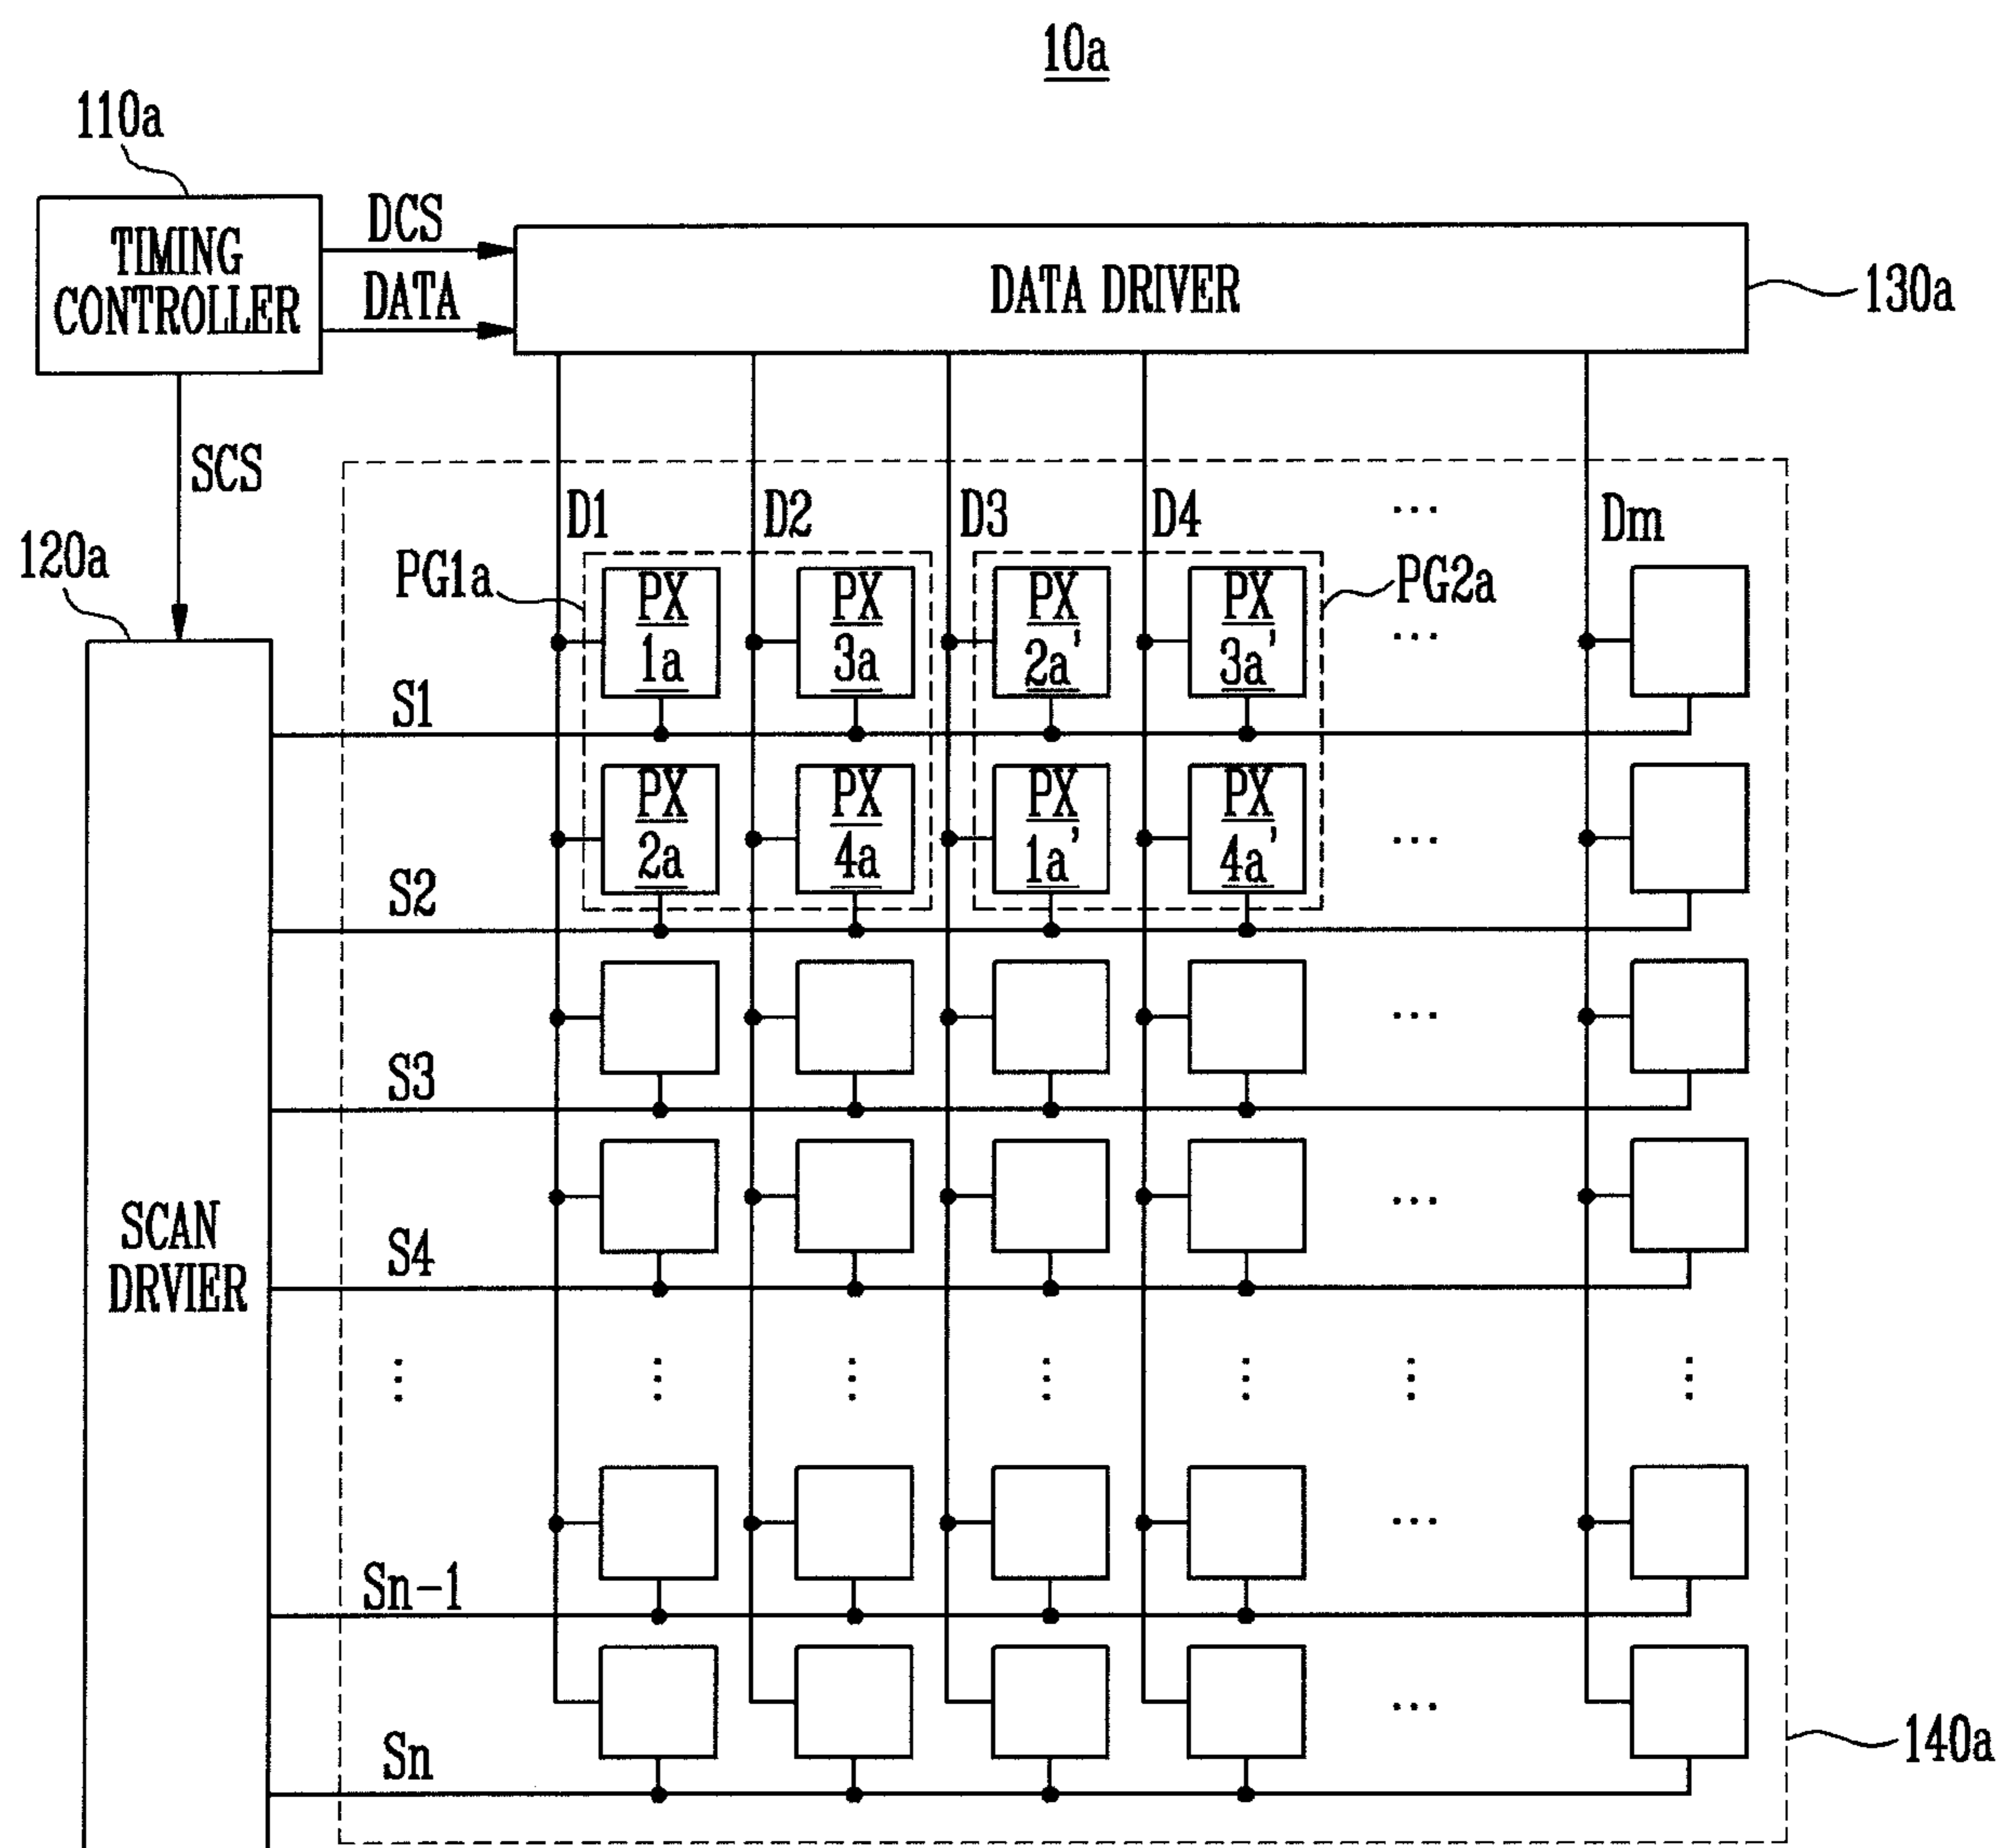 10a
110a
TIMING
CONTROLLER
DCS
DATA
DATA DRIVER
130a
SCS
D1
D2
D3
D4
...
Dm
120a
PG1a
PX
1a
PX
3a
PX
2a'
PX
3a'
PG2a
...
S1
PX
2a
PX
4a
PX
1a'
PX
4a'
...
S2
...
S3
...
S4
SCAN
DRVIER
...
Sn-1
...
Sn
140a